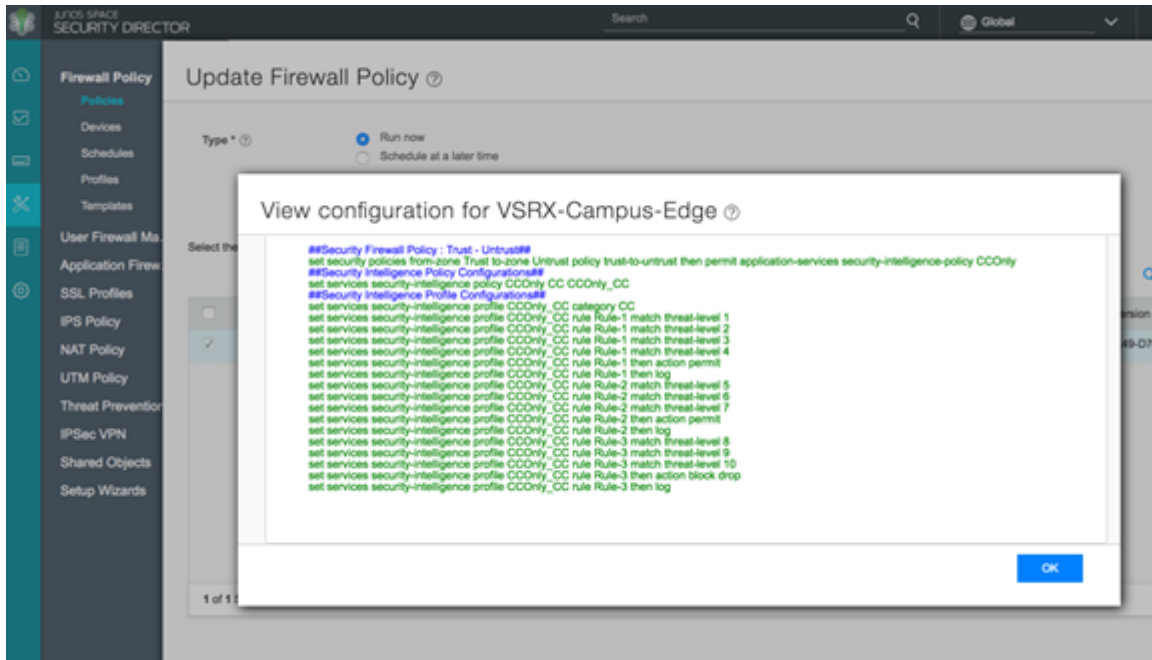 JUNOS SPACE
SECURITY DIRECTOR
Search
Global
Firewall Policy
Policies
Devices
Schedules
Profiles
Templates
User Firewall Ma.
Application Firew
SSL Profiles
IPS Policy
NAT Policy
UTM Policy
Threat Prevention
IPSec VPN
Shared Objects
Setup Wizards
Update Firewall Policy
Type *
Run now
Schedule at a later time
Select the
View configuration for VSRX-Campus-Edge
##Security Firewall Policy : Trust - Untrust##
set security policies from-zone Trust to-zone Untrust policy trust-to-untrust then permit application-services security-intelligence-policy CCOnly
##Security Intelligence Policy Configurations##
set services security-intelligence policy CCOnly CC CCOnly_CC
##Security Intelligence Profile Configurations##
set services security-intelligence profile CCOnly_CC category CC
set services security-intelligence profile CCOnly_CC rule Rule-1 match threat-level 1
set services security-intelligence profile CCOnly_CC rule Rule-1 match threat-level 2
set services security-intelligence profile CCOnly_CC rule Rule-1 match threat-level 3
set services security-intelligence profile CCOnly_CC rule Rule-1 match threat-level 4
set services security-intelligence profile CCOnly_CC rule Rule-1 then action permit
set services security-intelligence profile CCOnly_CC rule Rule-1 then log
set services security-intelligence profile CCOnly_CC rule Rule-2 match threat-level 5
set services security-intelligence profile CCOnly_CC rule Rule-2 match threat-level 6
set services security-intelligence profile CCOnly_CC rule Rule-2 match threat-level 7
set services security-intelligence profile CCOnly_CC rule Rule-2 then action permit
set services security-intelligence profile CCOnly_CC rule Rule-2 then log
set services security-intelligence profile CCOnly_CC rule Rule-3 match threat-level 8
set services security-intelligence profile CCOnly_CC rule Rule-3 match threat-level 9
set services security-intelligence profile CCOnly_CC rule Rule-3 match threat-level 10
set services security-intelligence profile CCOnly_CC rule Rule-3 then action block drop
set services security-intelligence profile CCOnly_CC rule Rule-3 then log
OK
ersion
49-D7
1 of 1